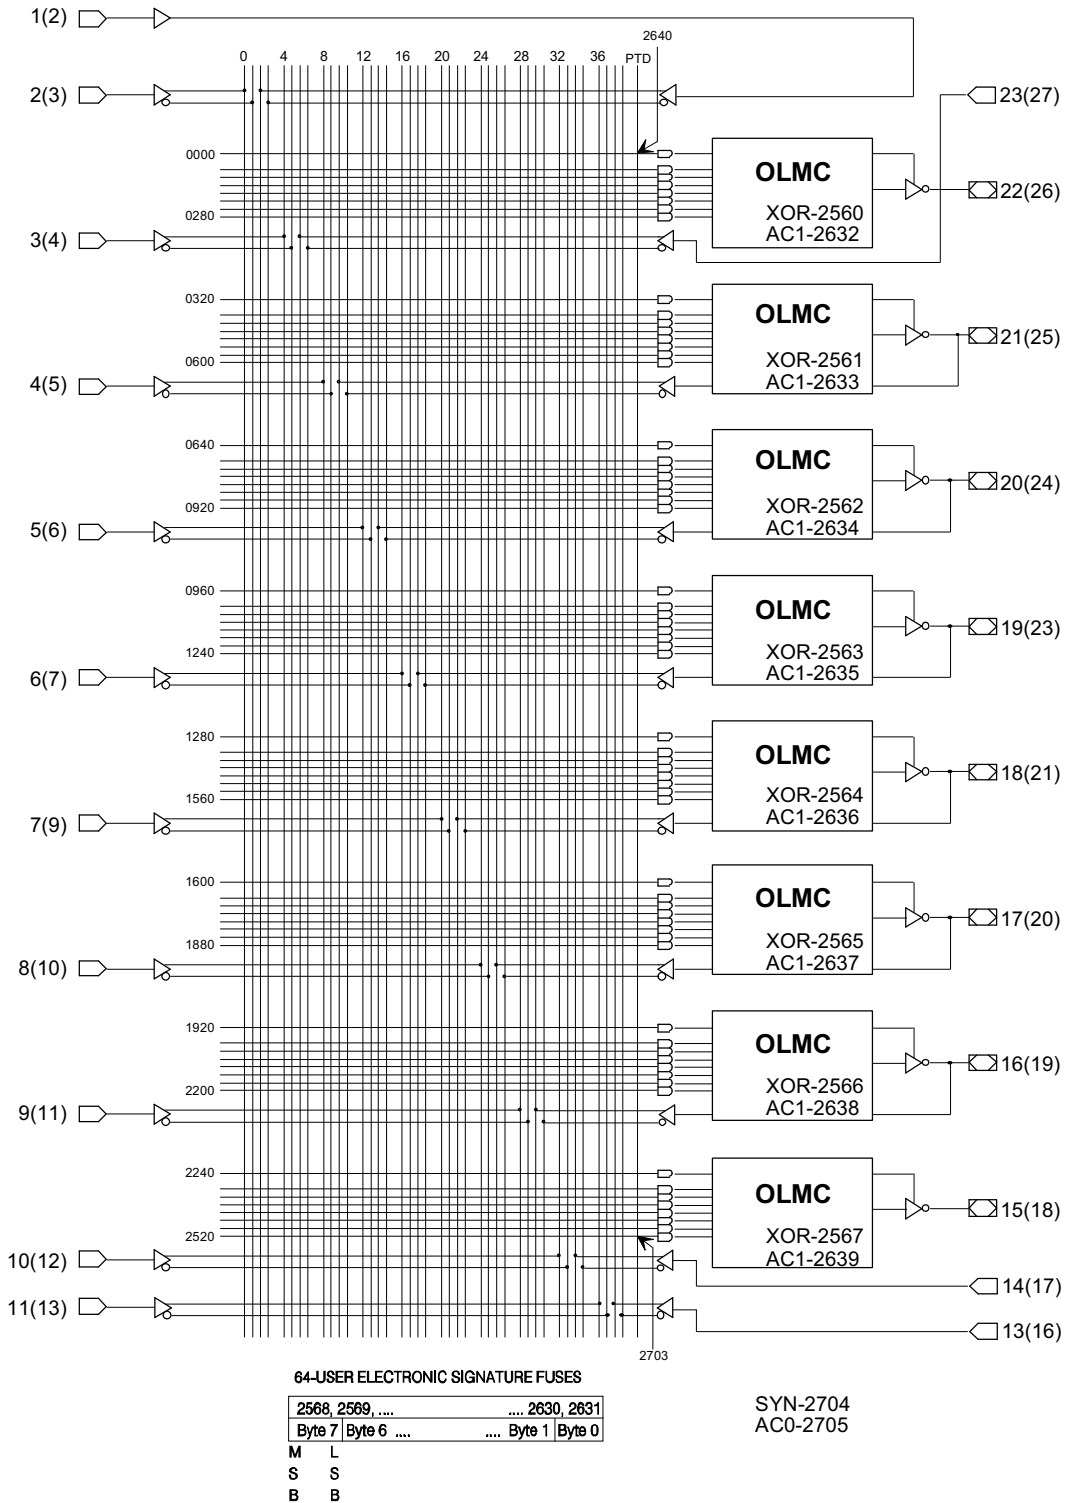 1(2)
2640
0 4 8 12 16 20 24 28 32 36 PTD
2(3)
23(27)
0000
OLMC
22(26)
0280
XOR-2560
3(4)
AC1-2632
0320
OLMC
21(25)
0600
XOR-2561
4(5)
AC1-2633
0640
OLMC
20(24)
0920
XOR-2562
5(6)
AC1-2634
0960
OLMC
19(23)
1240
XOR-2563
6(7)
AC1-2635
1280
OLMC
18(21)
1560
XOR-2564
7(9)
AC1-2636
1600
OLMC
17(20)
1880
XOR-2565
8(10)
AC1-2637
1920
OLMC
16(19)
2200
XOR-2566
9(11)
AC1-2638
2240
OLMC
15(18)
2520
XOR-2567
10(12)
AC1-2639
14(17)
11(13)
13(16)
2703
64-USER ELECTRONIC SIGNATURE FUSES
2568, 2569, .... .... 2630, 2631
Byte 7 Byte 6 .... .... Byte 1 Byte 0
M L
S S
B B
SYN-2704
AC0-2705